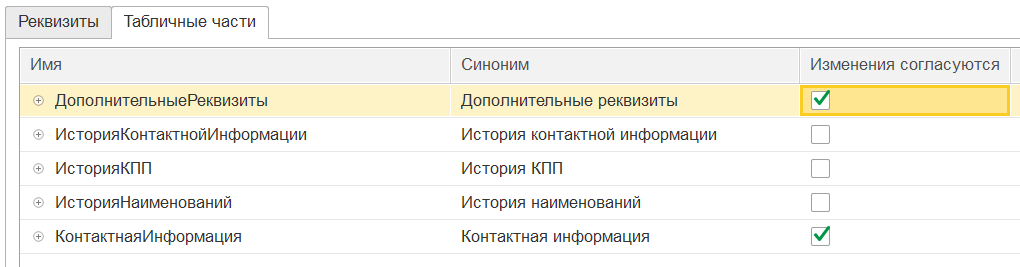 Реквизиты Табличные части
Имя Синоним Изменения согласуются
ДополнительныеРеквизиты Дополнительные реквизиты
ИсторияКонтактнойИнформации История контактной информации
ИсторияКПП История КПП
ИсторияНаименований История наименований
КонтактнаяИнформация Контактная информация